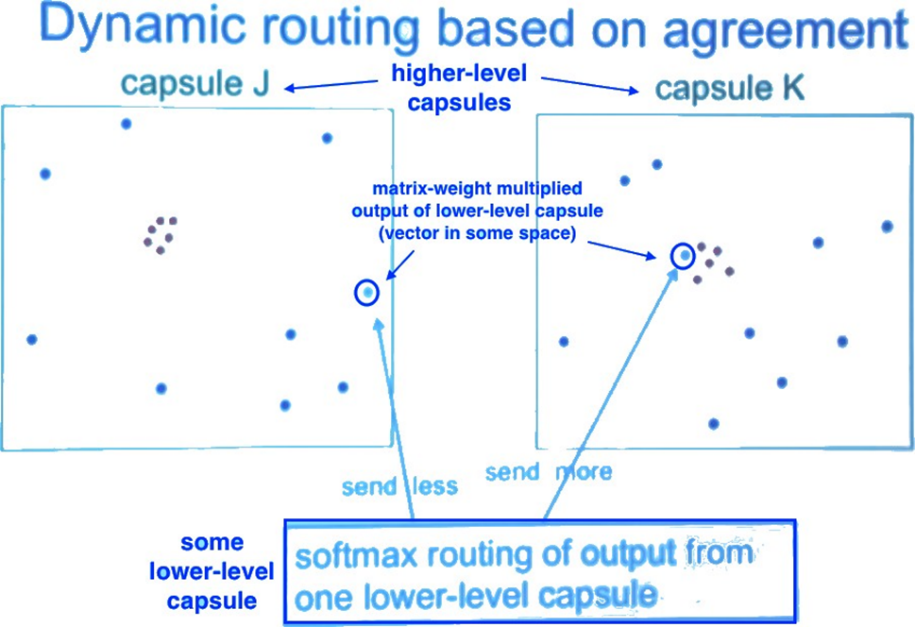 Dynamic routing based on agreement
capsule J
higher-level
capsules
capsule K
matrix-weight multiplied
output of lower-level capsule
(vector in some space)
send less
send more
some
lower-level
capsule
softmax routing of output from
one lower-level capsule